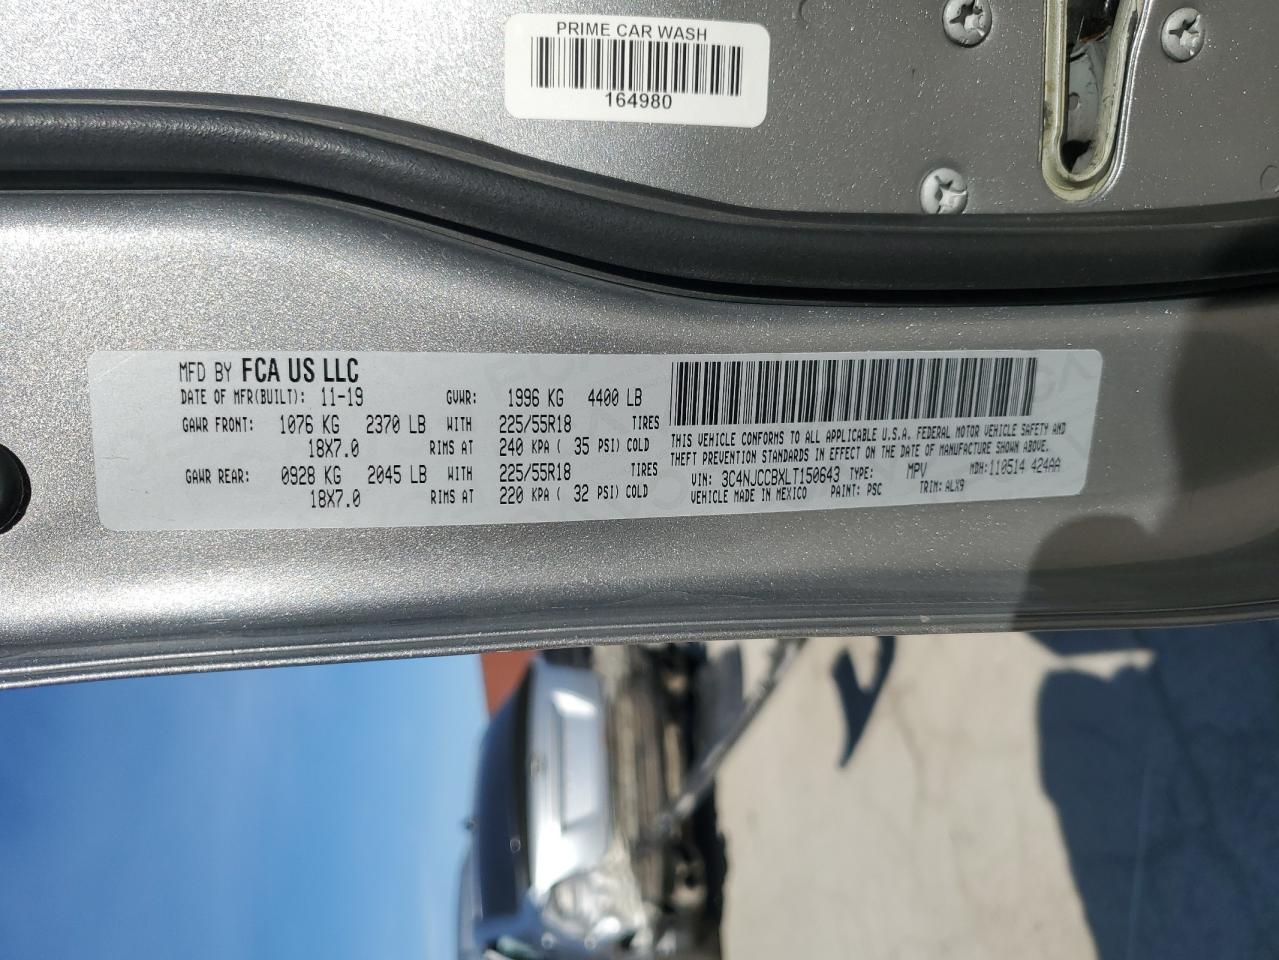 PRIME CAR WASH
164980
MFD BY FCA US LLC
DATE OF MFR(BUILT): 11-19 GVWR: 1996 KG 4400 LB
GAWR FRONT: 1076 KG 2370 LB WITH 225/55R18 TIRES
18X7.0 RIMS AT 240 KPA ( 35 PSI) COLD
GAWR REAR: 0928 KG 2045 LB WITH 225/55R18 TIRES
18X7.0 RIMS AT 220 KPA ( 32 PSI) COLD
THIS VEHICLE CONFORMS TO ALL APPLICABLE U.S.A. FEDERAL MOTOR VEHICLE SAFETY AND
THEFT PREVENTION STANDARDS IN EFFECT ON THE DATE OF MANUFACTURE SHOWN ABOVE.
VIN: 3C4NJCCBXLT150643 TYPE: MPV MDH: 110514 424AA
VEHICLE MADE IN MEXICO PAINT: PSC TRIM: ALX9